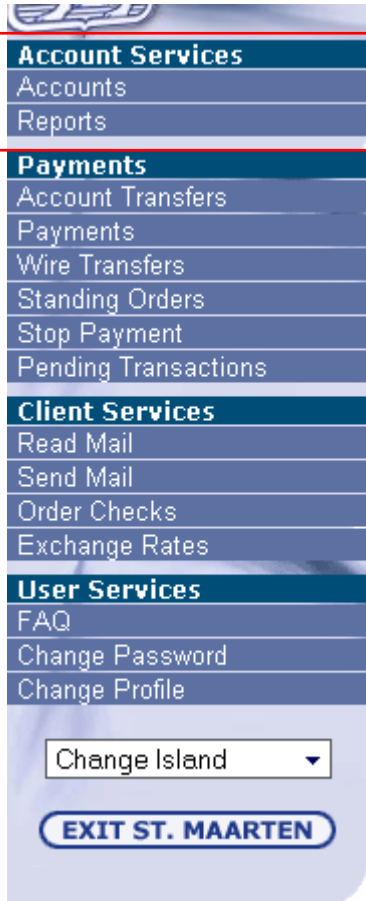 Account Services
Accounts
Reports
Payments
Account Transfers
Payments
Wire Transfers
Standing Orders
Stop Payment
Pending Transactions
Client Services
Read Mail
Send Mail
Order Checks
Exchange Rates
User Services
FAQ
Change Password
Change Profile
Change Island
EXIT ST. MAARTEN